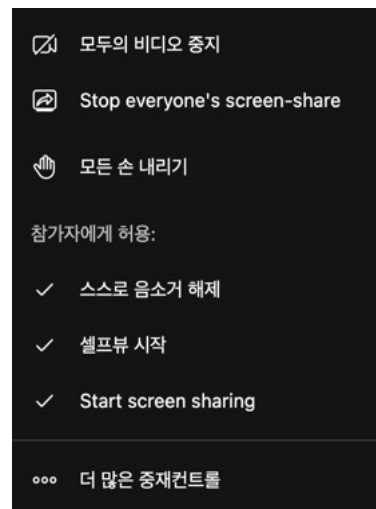 모두의 비디오 중지
Stop everyone's screen-share
모든 손 내리기
참가자에게 허용:
스스로 음소거 해제
셀프뷰 시작
Start screen sharing
더 많은 중재컨트롤